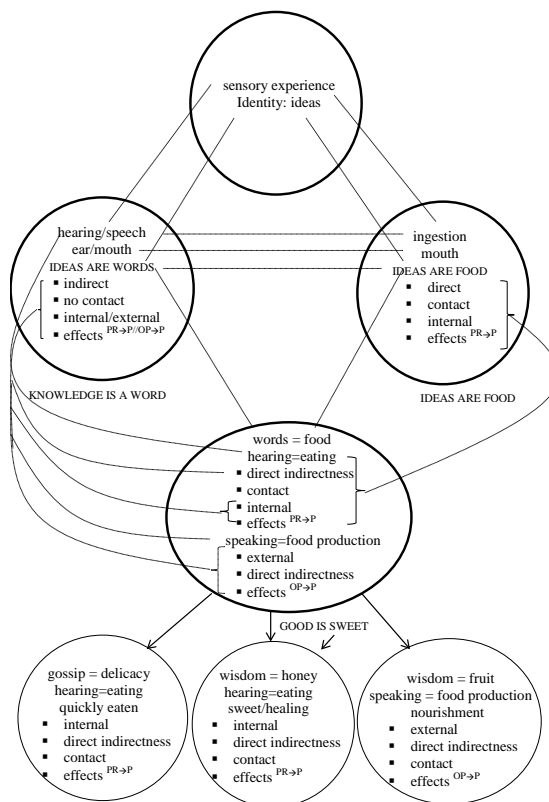 sensory experience
Identity: ideas
hearing/speech
ear/mouth
IDEAS ARE WORDS
▪ indirect
▪ no contact
▪ internal/external
▪ effects PR→P//OP→P
KNOWLEDGE IS A WORD
ingestion
mouth
IDEAS ARE FOOD
▪ direct
▪ contact
▪ internal
▪ effects PR→P
IDEAS ARE FOOD
words = food
hearing=eating
▪ direct indirectness
▪ contact
▪ internal
▪ effects PR→P
speaking=food production
▪ external
▪ direct indirectness
▪ effects OP→P
GOOD IS SWEET
gossip = delicacy
hearing=eating
quickly eaten
▪ internal
▪ direct indirectness
▪ contact
▪ effects PR→P
wisdom = honey
hearing=eating
sweet/healing
▪ internal
▪ direct indirectness
▪ contact
▪ effects PR→P
wisdom = fruit
speaking = food production
nourishment
▪ external
▪ direct indirectness
▪ contact
▪ effects OP→P